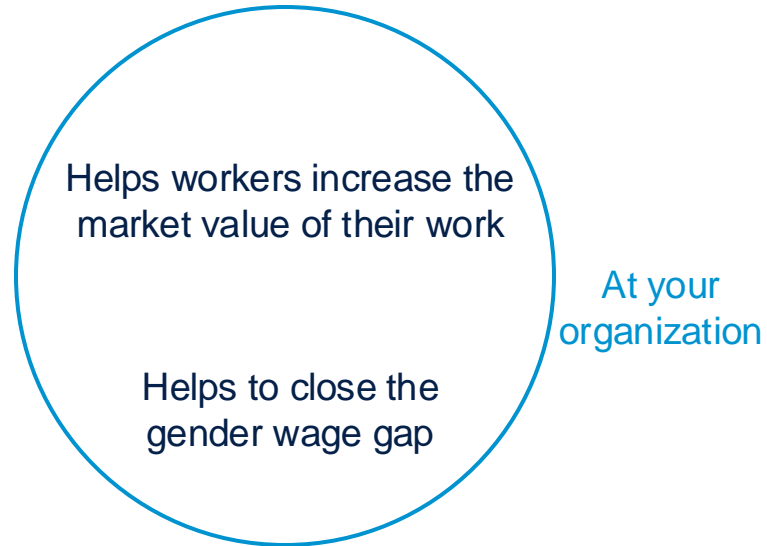 Helps workers increase the
market value of their work
At your
organization
Helps to close the
gender wage gap